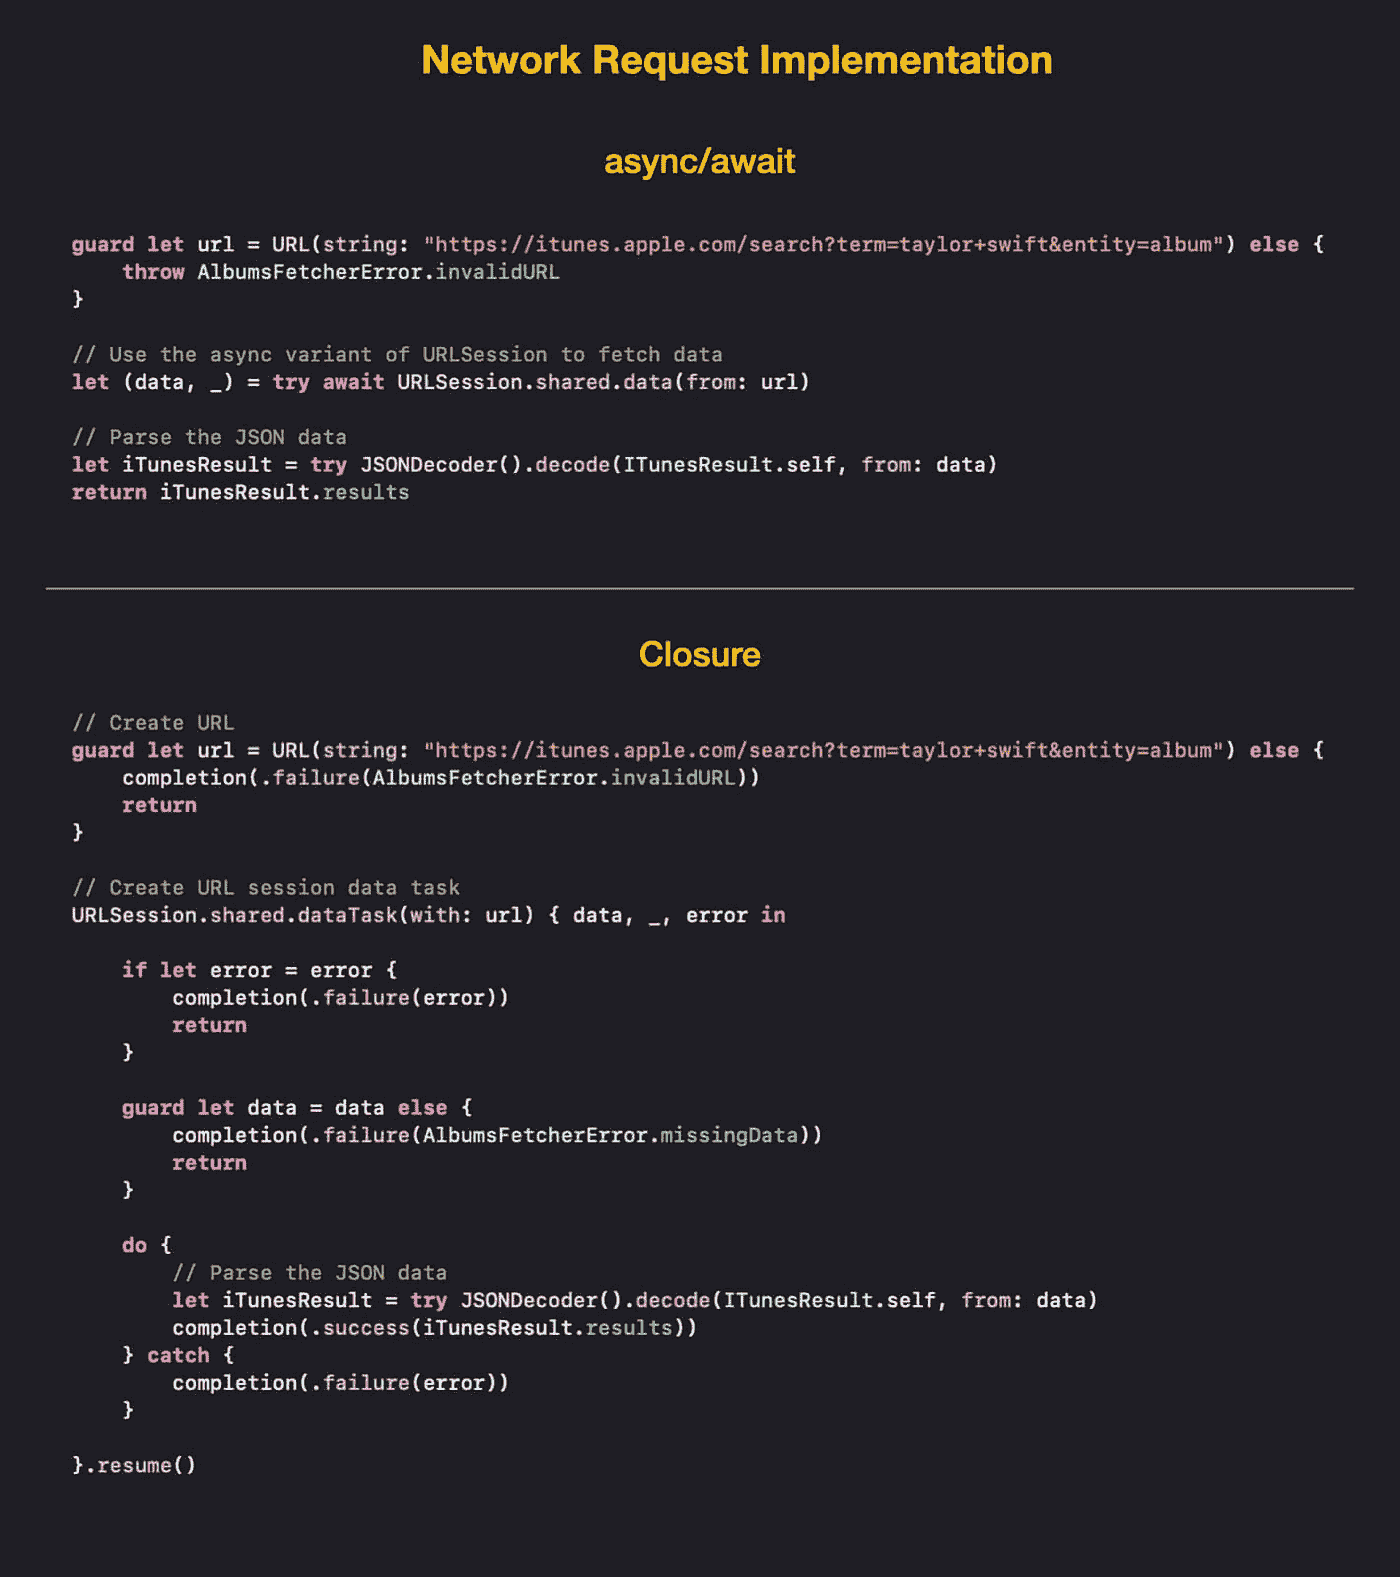 Network Request Implementation
async/await
guard let url = URL(string: "https://itunes.apple.com/search?term=taylor+swift&entity=album") else {
    throw AlbumsFetcherError.invalidURL
}
// Use the async variant of URLSession to fetch data
let (data, _) = try await URLSession.shared.data(from: url)
// Parse the JSON data
let iTunesResult = try JSONDecoder().decode(ITunesResult.self, from: data)
return iTunesResult.results
Closure
// Create URL
guard let url = URL(string: "https://itunes.apple.com/search?term=taylor+swift&entity=album") else {
    completion(.failure(AlbumsFetcherError.invalidURL))
    return
}
// Create URL session data task
URLSession.shared.dataTask(with: url) { data, _, error in
    if let error = error {
        completion(.failure(error))
        return
    }
    guard let data = data else {
        completion(.failure(AlbumsFetcherError.missingData))
        return
    }
    do {
        // Parse the JSON data
        let iTunesResult = try JSONDecoder().decode(ITunesResult.self, from: data)
        completion(.success(iTunesResult.results))
    } catch {
        completion(.failure(error))
    }
}.resume()